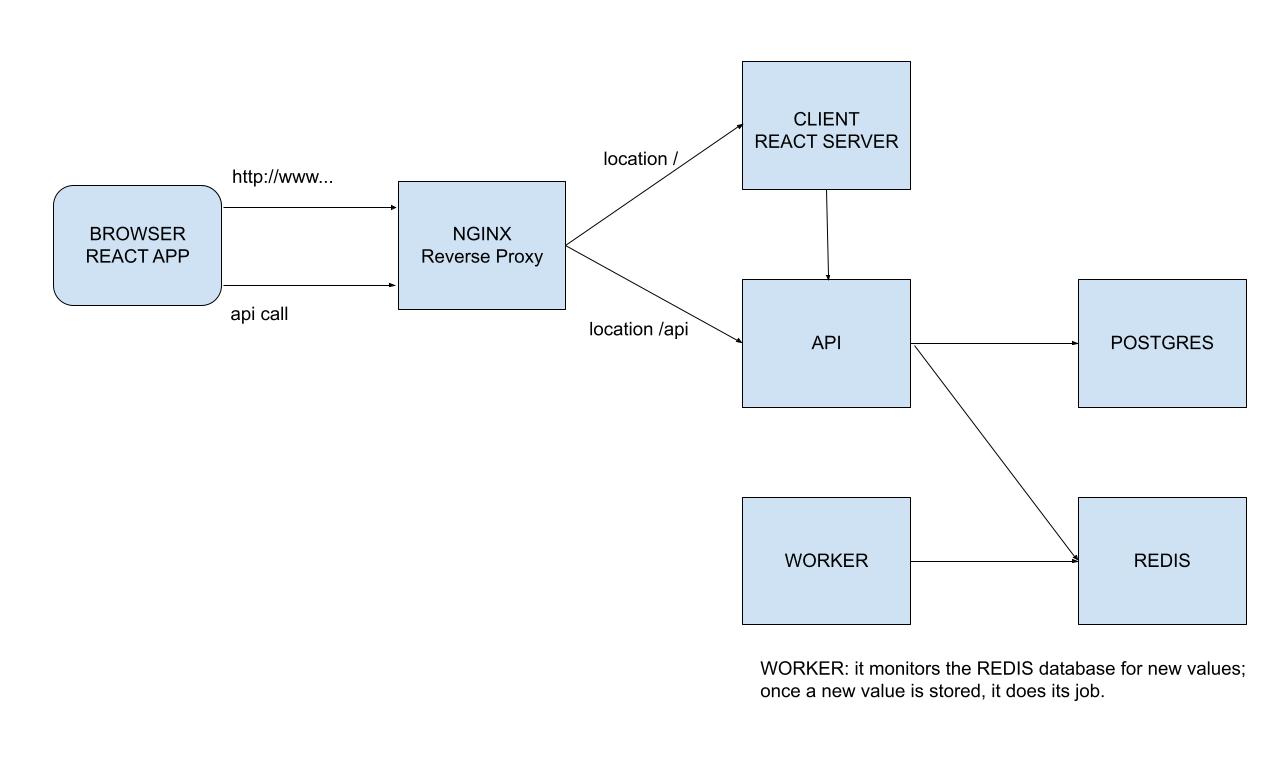 CLIENT
REACT SERVER
location /
http://www...
BROWSER
REACT APP
NGINX
Reverse Proxy
api call
location /api
API
POSTGRES
WORKER
REDIS
WORKER: it monitors the REDIS database for new values;
once a new value is stored, it does its job.